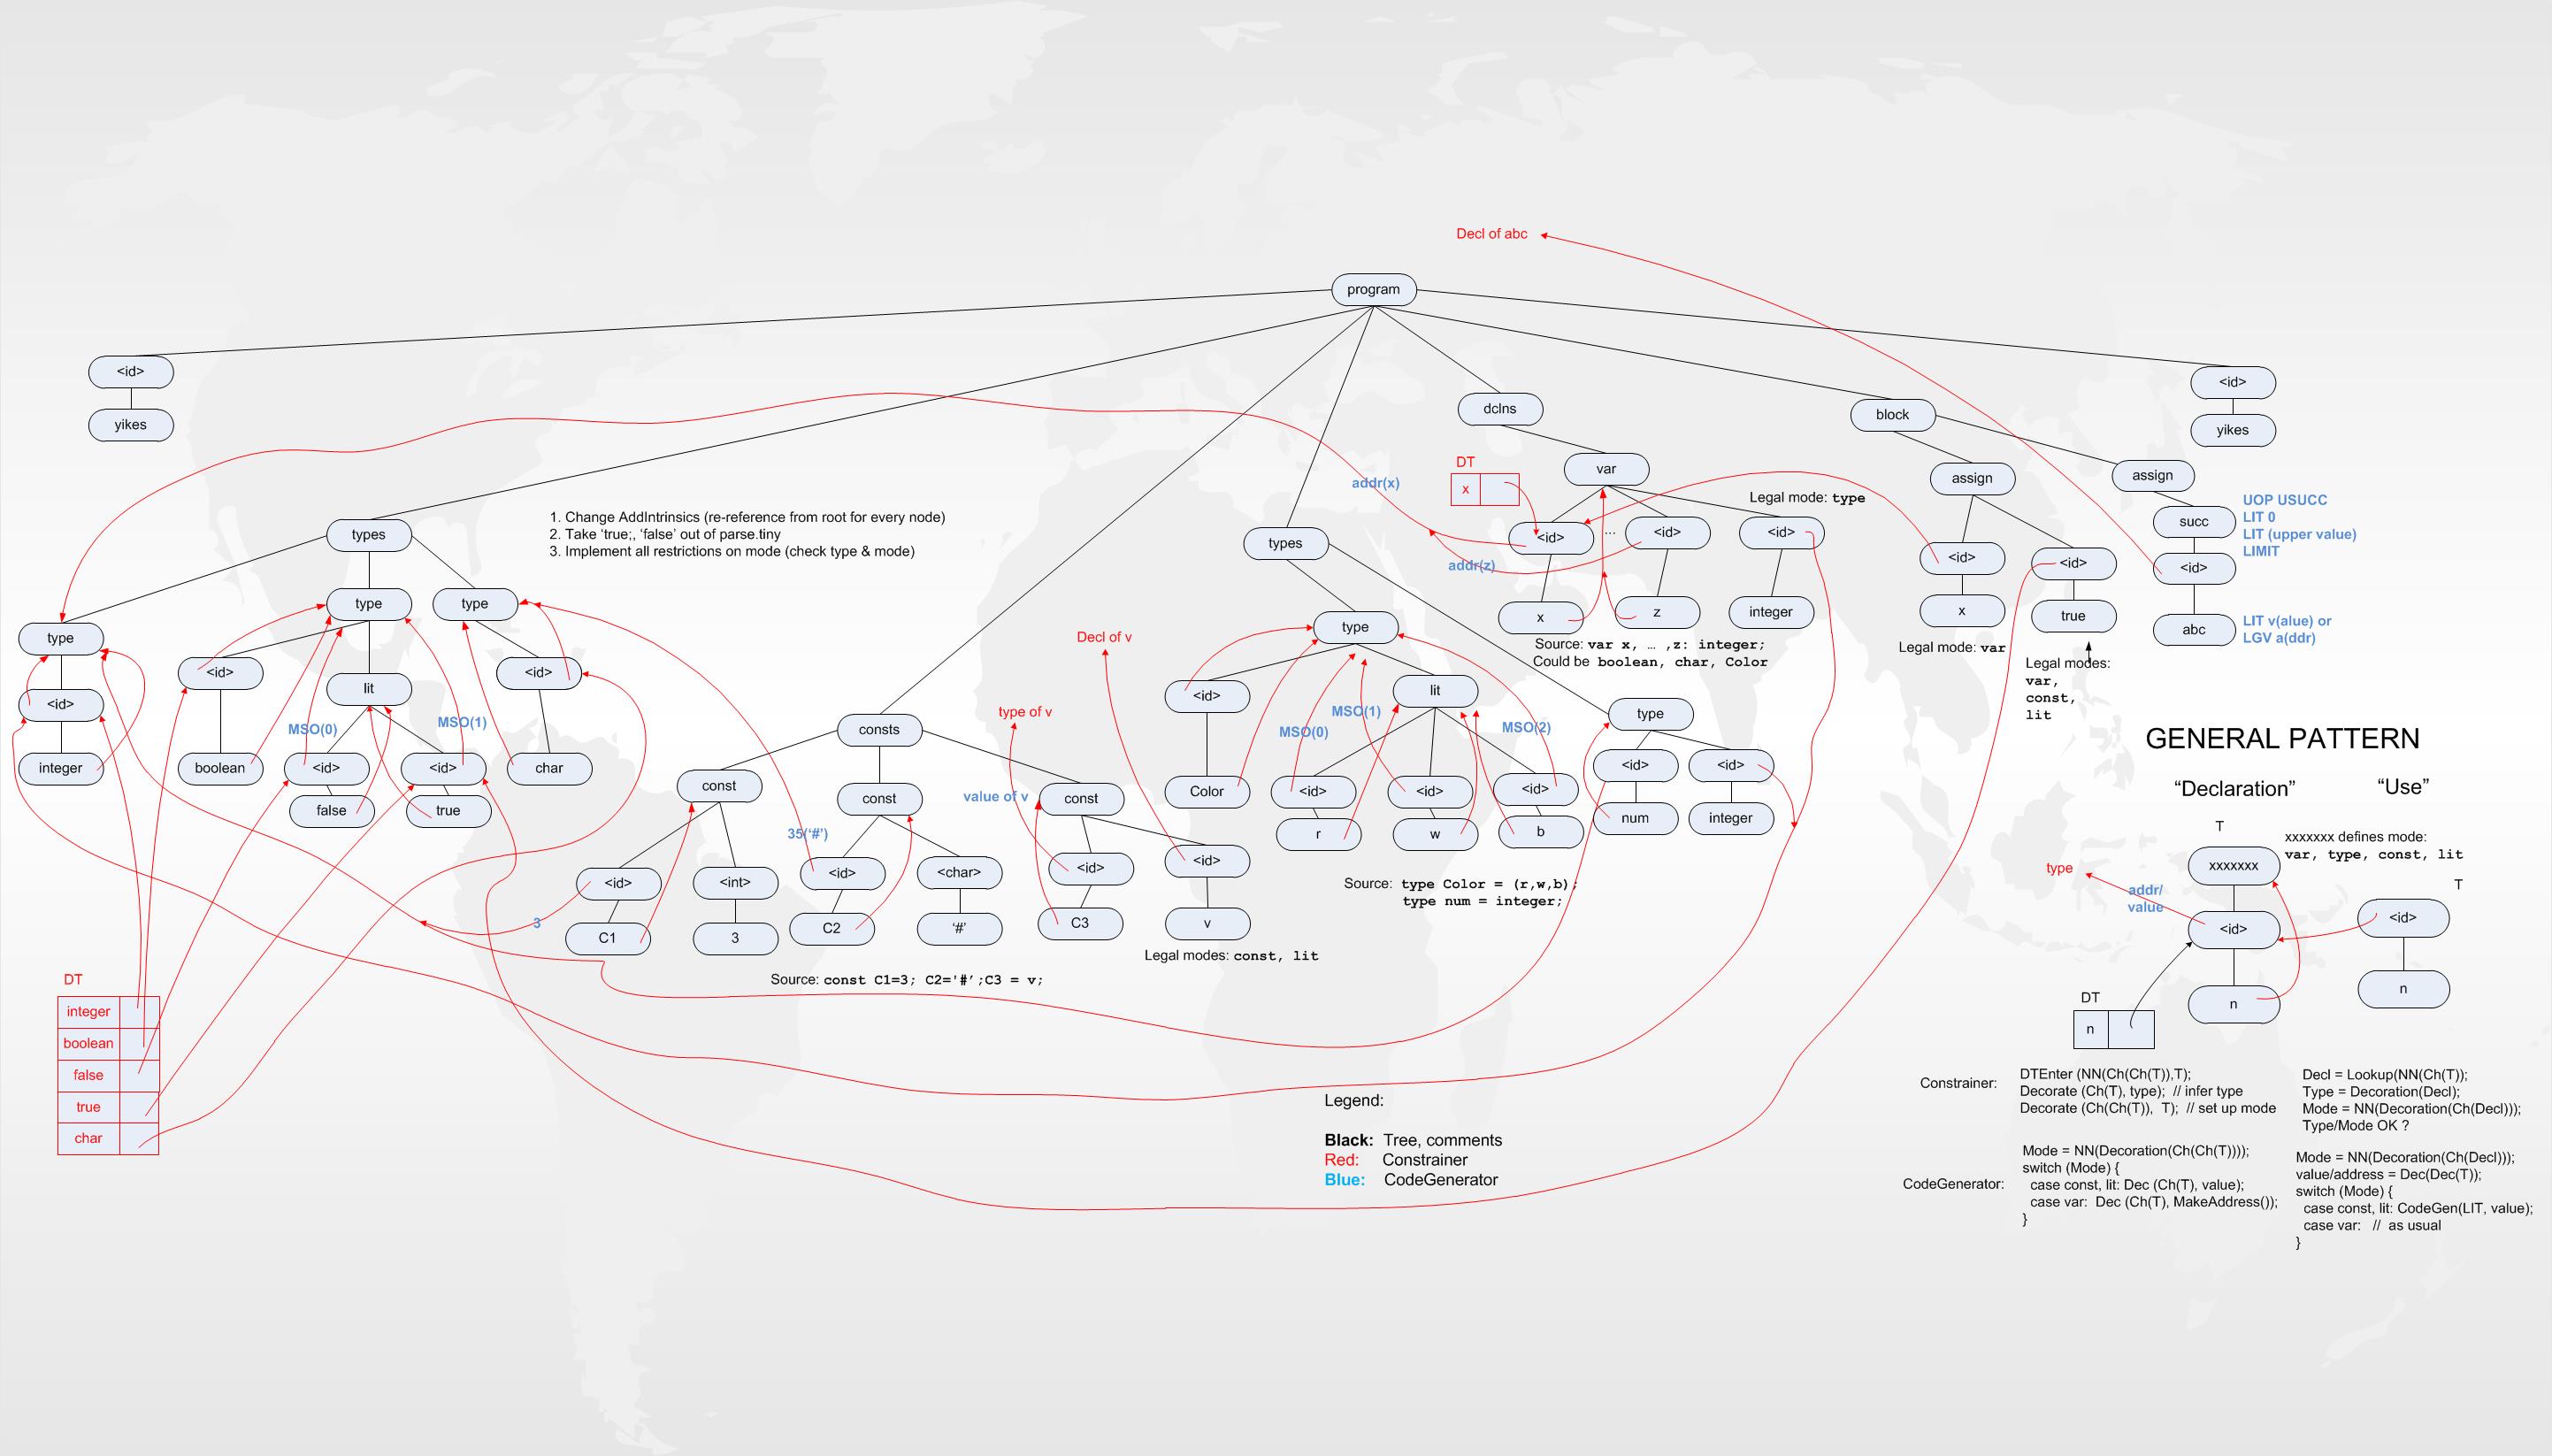 Decl of abc
program
<id>
yikes
<id>
yikes
dclns
block
DT
x
var
addr(x)
Legal mode: type
assign
assign
UOP USUCC
LIT 0
LIT (upper value)
LIMIT
succ
1. Change AddIntrinsics (re-reference from root for every node)
2. Take ‘true;, ‘false’ out of parse.tiny
3. Implement all restrictions on mode (check type & mode)
types
types
<id>
...
<id>
<id>
addr(z)
<id>
<id>
<id>
type
type
type
x
z
integer
x
true
abc
LIT v(alue) or
LGV a(ddr)
Source: var x, … ,z: integer;
Could be boolean, char, Color
Legal mode: var
Legal modes:
var,
const,
lit
type
<id>
lit
<id>
<id>
MSO(0)
MSO(1)
integer
boolean
<id>
<id>
char
false
true
Decl of v
type of v
consts
const
const
value of v
const
35(‘#’)
<id>
<int>
<id>
<char>
<id>
<id>
3
C1
3
C2
‘#’
C3
v
Legal modes: const, lit
Source: const C1=3; C2='#’;C3 = v;
type
<id>
lit
MSO(0)
MSO(1)
MSO(2)
type
Color
<id>
<id>
<id>
<id>
<id>
r
w
b
num
integer
Source: type Color = (r,w,b);
type num = integer;
DT
integer
boolean
false
true
char
Legend:
Black: Tree, comments
Red: Constrainer
Blue: CodeGenerator
GENERAL PATTERN
“Declaration”
“Use”
T
xxxxxxx
xxxxxxx defines mode:
var, type, const, lit
type
addr/
value
T
<id>
<id>
n
n
DT
n
Constrainer:
DTEnter (NN(Ch(Ch(T)),T);
Decorate (Ch(T), type); // infer type
Decorate (Ch(Ch(T)), T); // set up mode
Decl = Lookup(NN(Ch(T));
Type = Decoration(Decl);
Mode = NN(Decoration(Ch(Decl)));
Type/Mode OK ?
CodeGenerator:
Mode = NN(Decoration(Ch(Ch(T))));
switch (Mode) {
case const, lit: Dec (Ch(T), value);
case var: Dec (Ch(T), MakeAddress());
}
Mode = NN(Decoration(Ch(Decl)));
value/address = Dec(Dec(T));
switch (Mode) {
case const, lit: CodeGen(LIT, value);
case var: // as usual
}